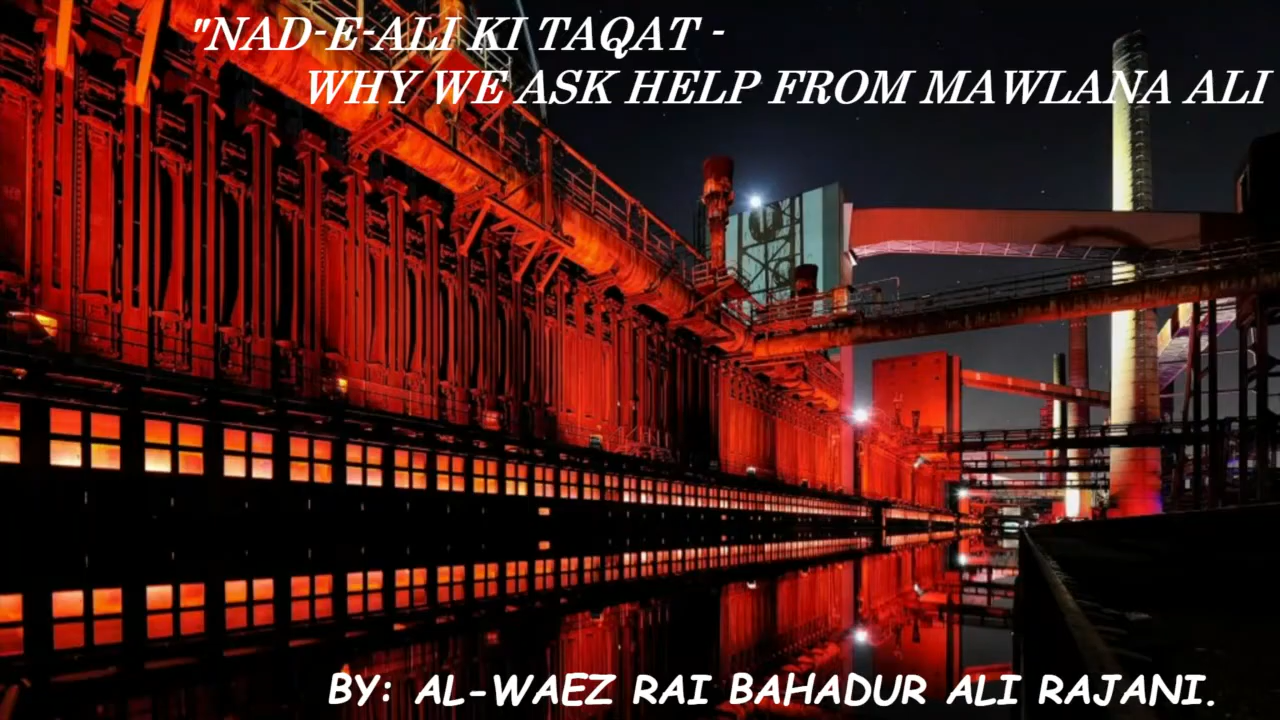 "NAD-E-ALI KI TAQAT -
WHY WE ASK HELP FROM MAWLANA ALI
BY: AL-WAEZ RAI BAHADUR ALI RAJANI.